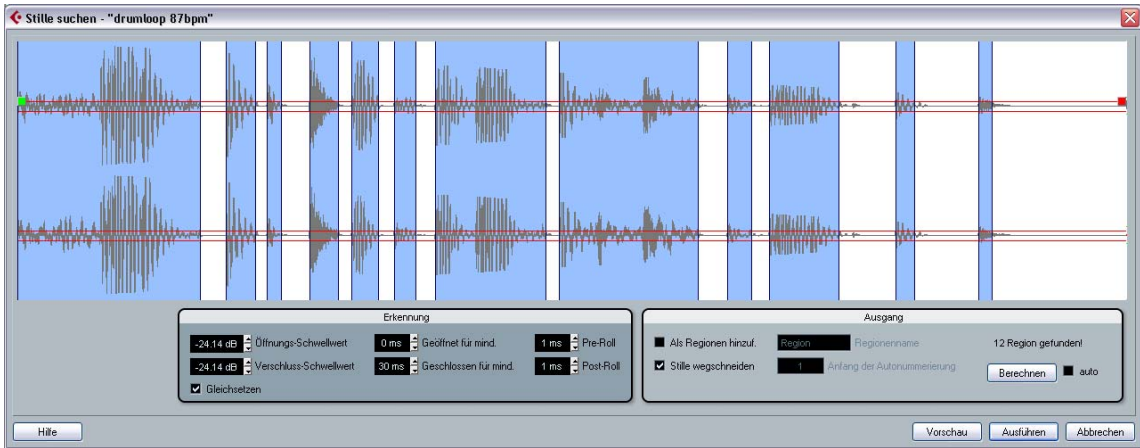 Stille suchen - "drumloop 87bpm"
Erkennung
-24.14 dB Öffnungs-Schwellwert 0 ms Geöffnet für mind. 1 ms Pre-Roll
-24.14 dB Verschluss-Schwellwert 30 ms Geschlossen für mind. 1 ms Post-Roll
Gleichsetzen
Ausgang
Als Regionen hinzuf. Region Regionenname 12 Region gefunden!
Stille wegschneiden 1 Anfang der Autonummerierung Berechnen auto
Hilfe Vorschau Ausführen Abbrechen